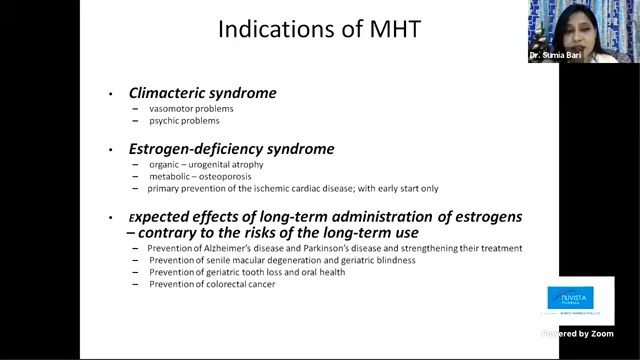 Indications of MHT
Dr. Sumia Bari
• Climacteric syndrome
– vasomotor problems
– psychic problems
• Estrogen-deficiency syndrome
– organic – urogenital atrophy
– metabolic – osteoporosis
– primary prevention of the ischemic cardiac disease; with early start only
• Expected effects of long-term administration of estrogens
– contrary to the risks of the long-term use
– Prevention of Alzheimer's disease and Parkinson's disease and strengthening their treatment
– Prevention of senile macular degeneration and geriatric blindness
– Prevention of geriatric tooth loss and oral health
– Prevention of colorectal cancer
NUVISTA
Powered by Zoom